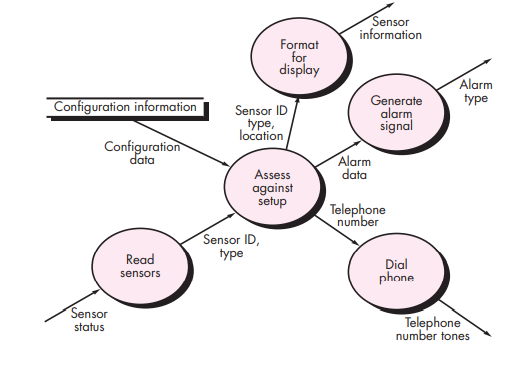 Sensor
information
Format
for
display
Alarm
type
Generate
alarm
signal
Configuration information
Sensor ID
type,
location
Configuration
data
Alarm
data
Assess
against
setup
Telephone
number
Sensor ID,
type
Read
sensors
Dial
phone
Sensor
status
Telephone
number tones